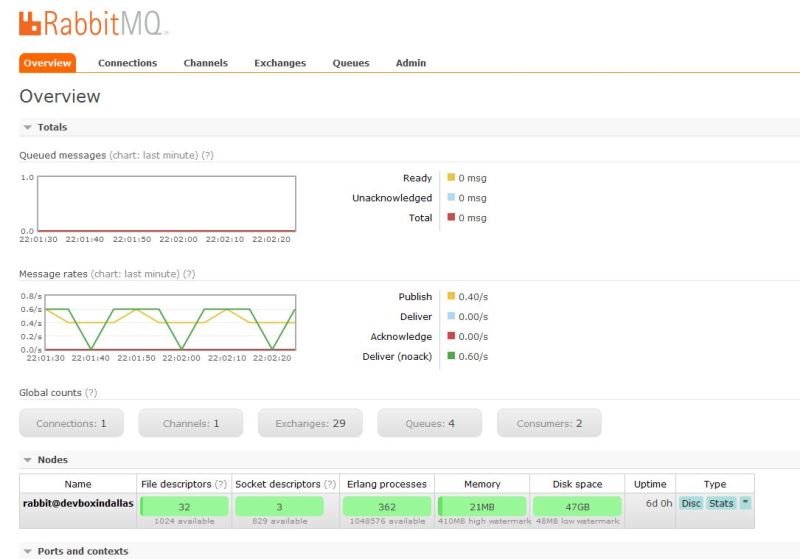 RabbitMQ™
Overview Connections Channels Exchanges Queues Admin
Overview
Totals
Queued messages (chart: last minute) (?)
1.0
0.0
22:01:30 22:01:40 22:01:50 22:02:00 22:02:10 22:02:20
Ready 0 msg
Unacknowledged 0 msg
Total 0 msg
Message rates (chart: last minute) (?)
0.8/s
0.6/s
0.4/s
0.2/s
0.0/s
22:01:30 22:01:40 22:01:50 22:02:00 22:02:10 22:02:20
Publish 0.40/s
Deliver 0.00/s
Acknowledge 0.00/s
Deliver (noack) 0.60/s
Global counts (?)
Connections: 1 Channels: 1 Exchanges: 29 Queues: 4 Consumers: 2
Nodes
Name File descriptors (?) Socket descriptors (?) Erlang processes Memory Disk space Uptime Type
rabbit@devboxindallas 32 3 362 21MB 47GB 6d 0h Disc Stats *
1024 available 829 available 1048576 available 410MB high watermark 48MB low watermark
Ports and contexts